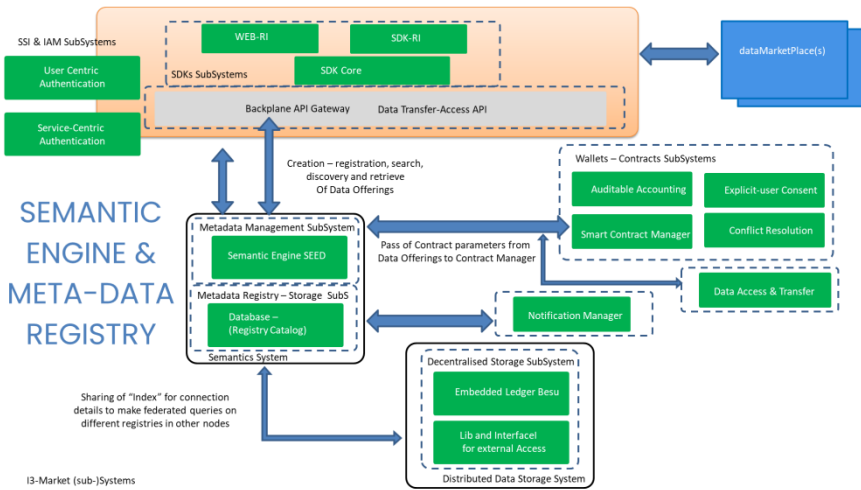 SSI & IAM SubSystems
User Centric
Authentication
Service-Centric
Authentication
WEB-RI
SDK-RI
SDK Core
SDKs SubSystems
Backplane API Gateway
Data Transfer-Access API
dataMarketPlace(s)
Creation – registration, search,
discovery and retrieve
Of Data Offerings
Wallets – Contracts SubSystems
Auditable Accounting
Explicit-user Consent
Smart Contract Manager
Conflict Resolution
SEMANTIC
ENGINE &
META-DATA
REGISTRY
Metadata Management SubSystem
Semantic Engine SEED
Metadata Registry – Storage SubS
Database –
(Registry Catalog)
Semantics System
Pass of Contract parameters from
Data Offerings to Contract Manager
Data Access & Transfer
Notification Manager
Decentralised Storage SubSystem
Embedded Ledger Besu
Lib and Interfacel
for external Access
Distributed Data Storage System
Sharing of "Index" for connection
details to make federated queries on
different registries in other nodes
I3-Market (sub-)Systems